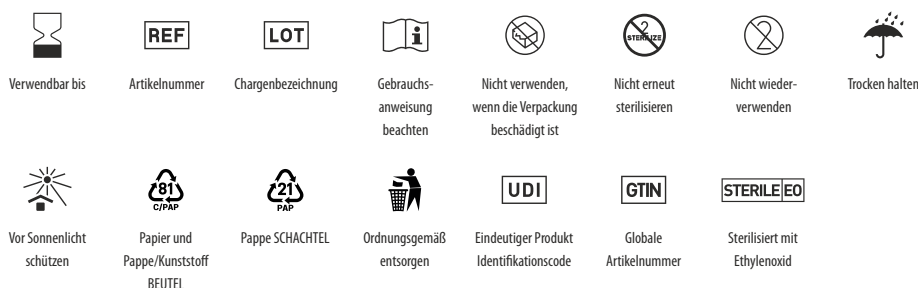 REF
LOT
2
STERILIZE
2
Verwendbar bis
Artikelnummer
Chargenbezeichnung
Gebrauchs-
anweisung
beachten
Nicht verwenden,
wenn die Verpackung
beschädigt ist
Nicht erneut
sterilisieren
Nicht wieder-
verwenden
Trocken halten
81
C/PAP
21
PAP
UDI
GTIN
STERILE EO
Vor Sonnenlicht
schützen
Papier und
Pappe/Kunststoff
BEUTEL
Pappe SCHACHTEL
Ordnungsgemäß
entsorgen
Eindeutiger Produkt
Identifikationscode
Globale
Artikelnummer
Sterilisiert mit
Ethylenoxid